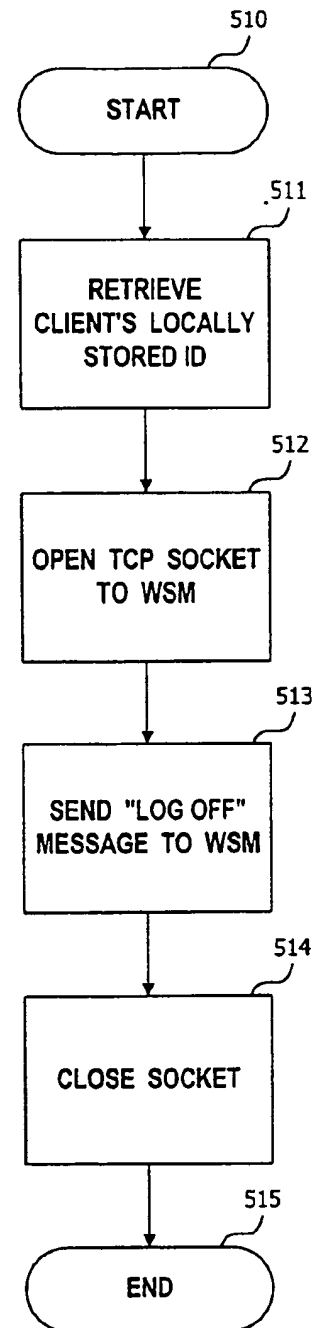 510
START
.511
RETRIEVE
CLIENT'S LOCALLY
STORED ID
512
OPEN TCP SOCKET
TO WSM
513
SEND "LOG OFF"
MESSAGE TO WSM
514
CLOSE SOCKET
515
END